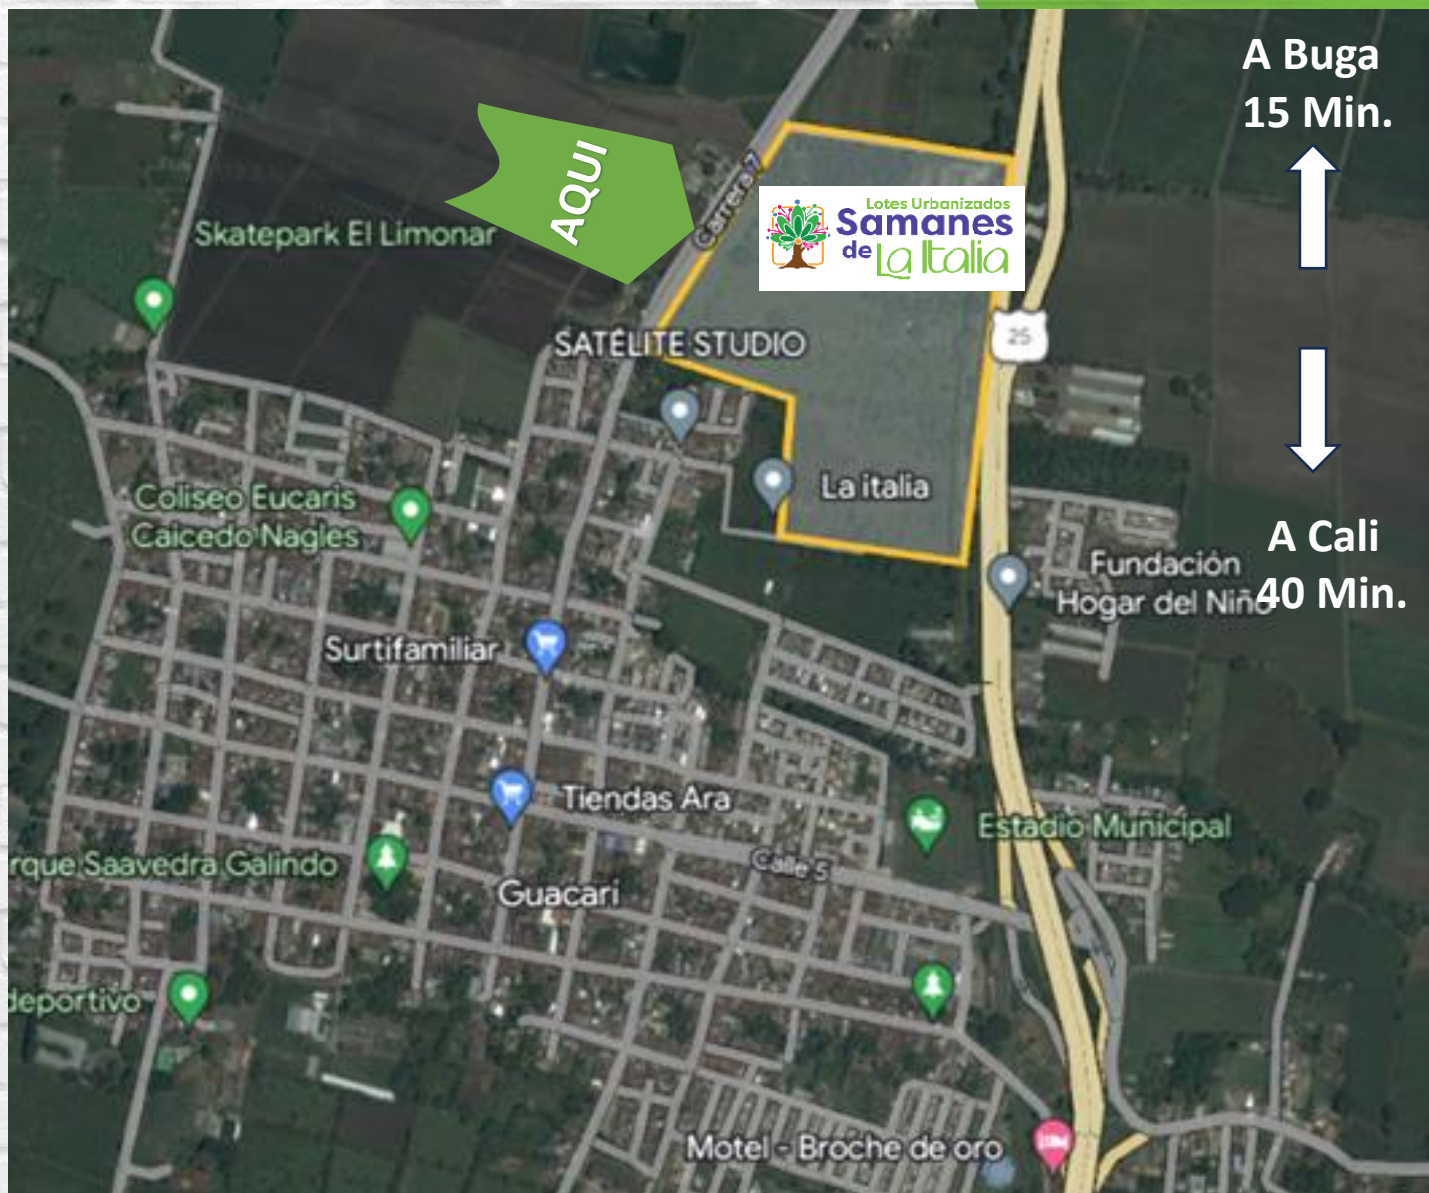 A Buga
15 Min.
AQUI
Carrera 7
Lotes Urbanizados
Samanes
de La Italia
Skatepark El Limonar
25
SATÉLITE STUDIO
La italia
Coliseo Eucaris
Caicedo Nagles
A Cali
40 Min.
Fundación
Hogar del Niño
Surtifamiliar
Tiendas Ara
Estadio Municipal
Calle 5
rque Saavedra Galindo
Guacarí
deportivo
Motel - Broche de oro